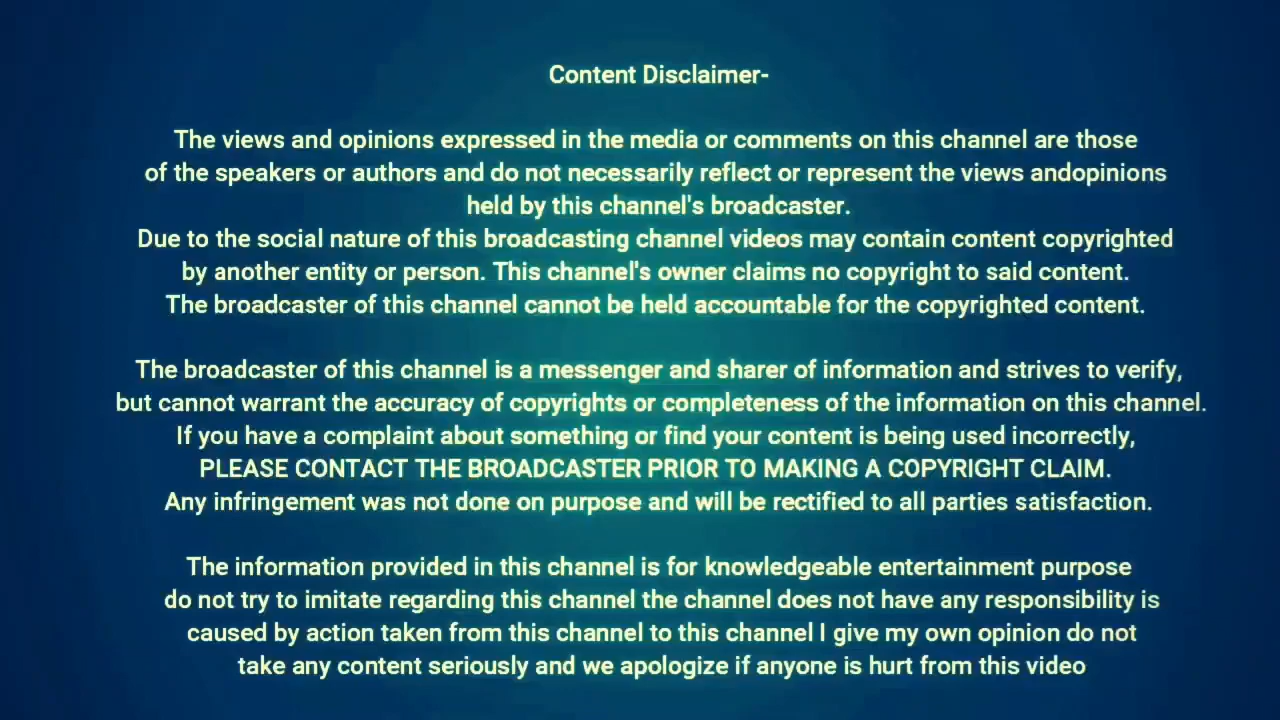 Content Disclaimer-
The views and opinions expressed in the media or comments on this channel are those
of the speakers or authors and do not necessarily reflect or represent the views andopinions
held by this channel's broadcaster.
Due to the social nature of this broadcasting channel videos may contain content copyrighted
by another entity or person. This channel's owner claims no copyright to said content.
The broadcaster of this channel cannot be held accountable for the copyrighted content.
The broadcaster of this channel is a messenger and sharer of information and strives to verify,
but cannot warrant the accuracy of copyrights or completeness of the information on this channel.
If you have a complaint about something or find your content is being used incorrectly,
PLEASE CONTACT THE BROADCASTER PRIOR TO MAKING A COPYRIGHT CLAIM.
Any infringement was not done on purpose and will be rectified to all parties satisfaction.
The information provided in this channel is for knowledgeable entertainment purpose
do not try to imitate regarding this channel the channel does not have any responsibility is
caused by action taken from this channel to this channel I give my own opinion do not
take any content seriously and we apologize if anyone is hurt from this video